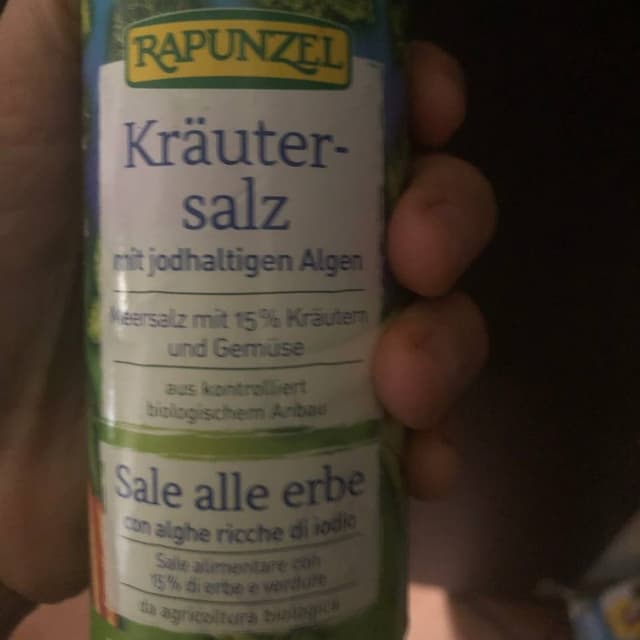 RAPUNZEL
Kräuter-
salz
mit jodhaltigen Algen
Meersalz mit 15% Kräutern
und Gemüse
aus kontrolliert
biologischem Anbau
Sale alle erbe
con alghe ricche di iodio
Sale alimentare con
15% di erbe e verdure
da agricoltura biologica